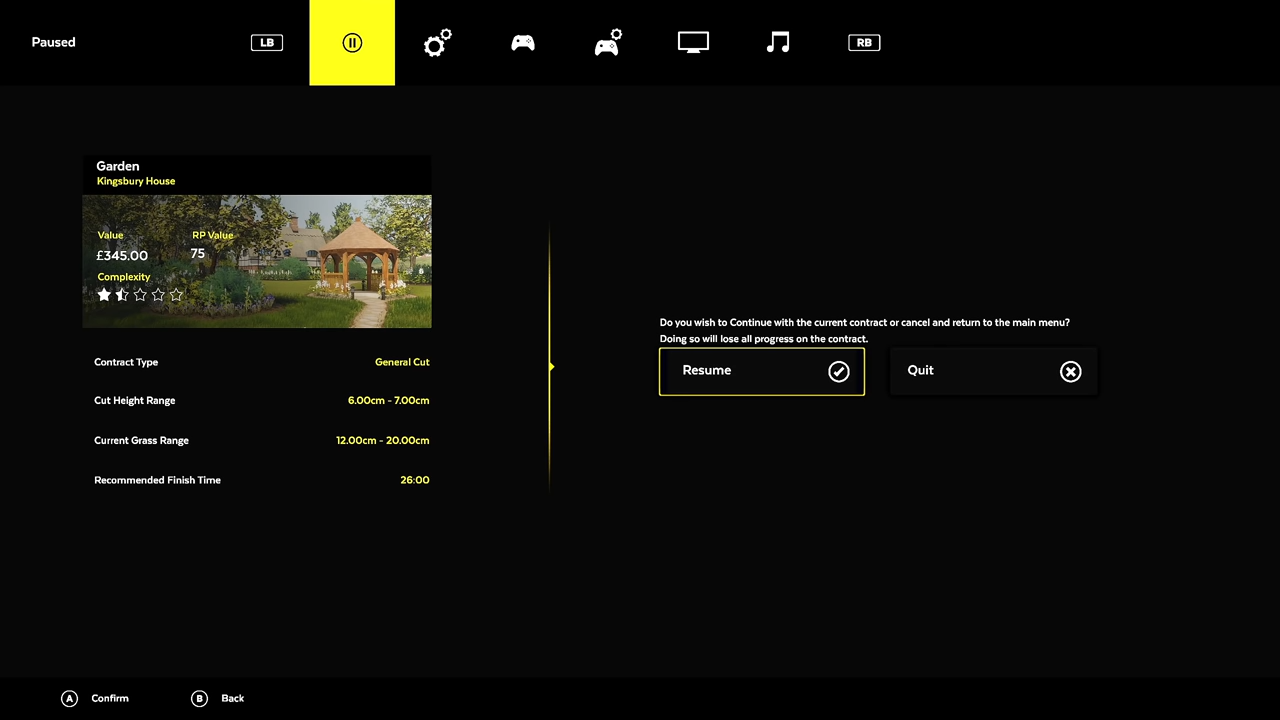 Paused
LB
RB
Garden
Kingsbury House
Value
RP Value
£345.00
75
Complexity
Contract Type
General Cut
Cut Height Range
6.00cm - 7.00cm
Current Grass Range
12.00cm - 20.00cm
Recommended Finish Time
26:00
Do you wish to Continue with the current contract or cancel and return to the main menu?
Doing so will lose all progress on the contract.
Resume
Quit
A Confirm
B Back